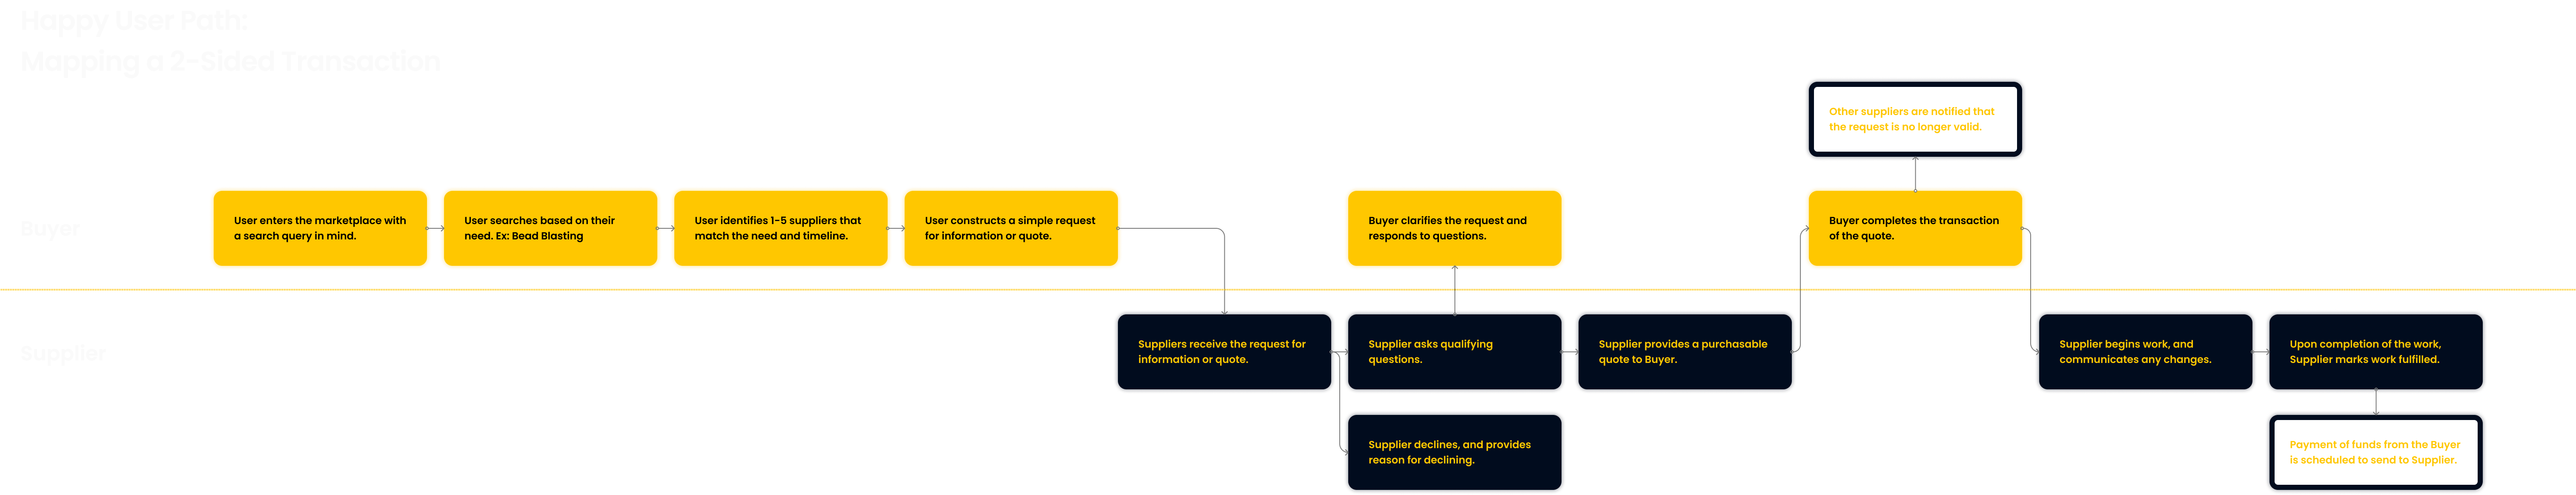 Happy User Path:
Mapping a 2-Sided Transaction
Other suppliers are notified that
the request is no longer valid.
Buyer
User enters the marketplace with
a search query in mind.
User searches based on their
need. Ex: Bead Blasting
User identifies 1-5 suppliers that
match the need and timeline.
User constructs a simple request
for information or quote.
Buyer clarifies the request and
responds to questions.
Buyer completes the transaction
of the quote.
Supplier
Suppliers receive the request for
information or quote.
Supplier asks qualifying
questions.
Supplier provides a purchasable
quote to Buyer.
Supplier begins work, and
communicates any changes.
Upon completion of the work,
Supplier marks work fulfilled.
Supplier declines, and provides
reason for declining.
Payment of funds from the Buyer
is scheduled to send to Supplier.